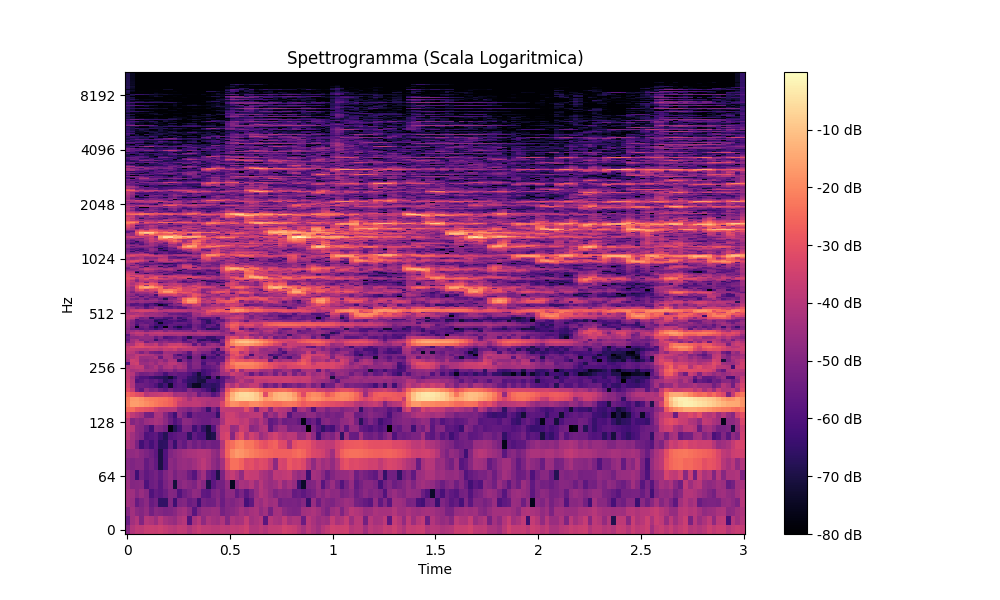 Spettrogramma (Scala Logaritmica)
Hz
8192
4096
2048
1024
512
256
128
64
0
0 0.5 1 1.5 2 2.5 3
Time
-10 dB
-20 dB
-30 dB
-40 dB
-50 dB
-60 dB
-70 dB
-80 dB